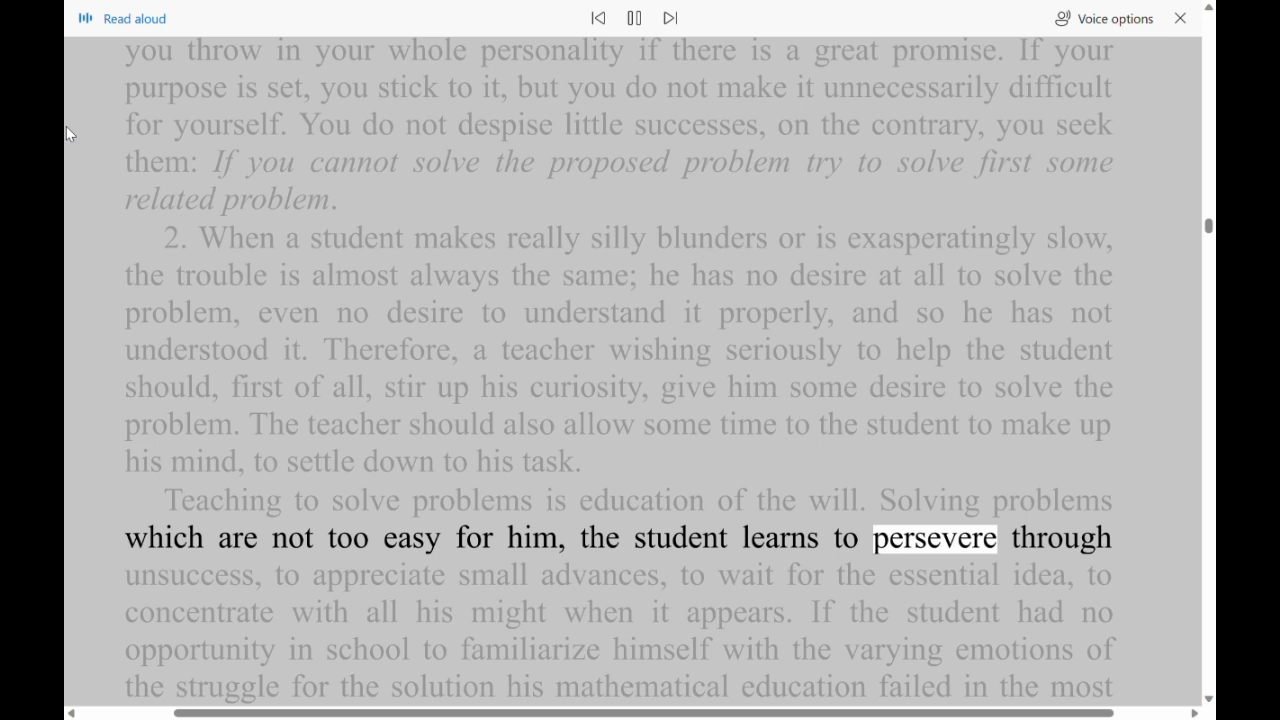 Read aloud
Voice options
you throw in your whole personality if there is a great promise. If your
purpose is set, you stick to it, but you do not make it unnecessarily difficult
for yourself. You do not despise little successes, on the contrary, you seek
them: If you cannot solve the proposed problem try to solve first some
related problem.
2. When a student makes really silly blunders or is exasperatingly slow,
the trouble is almost always the same; he has no desire at all to solve the
problem, even no desire to understand it properly, and so he has not
understood it. Therefore, a teacher wishing seriously to help the student
should, first of all, stir up his curiosity, give him some desire to solve the
problem. The teacher should also allow some time to the student to make up
his mind, to settle down to his task.
Teaching to solve problems is education of the will. Solving problems
which are not too easy for him, the student learns to persevere through
unsuccess, to appreciate small advances, to wait for the essential idea, to
concentrate with all his might when it appears. If the student had no
opportunity in school to familiarize himself with the varying emotions of
the struggle for the solution his mathematical education failed in the most